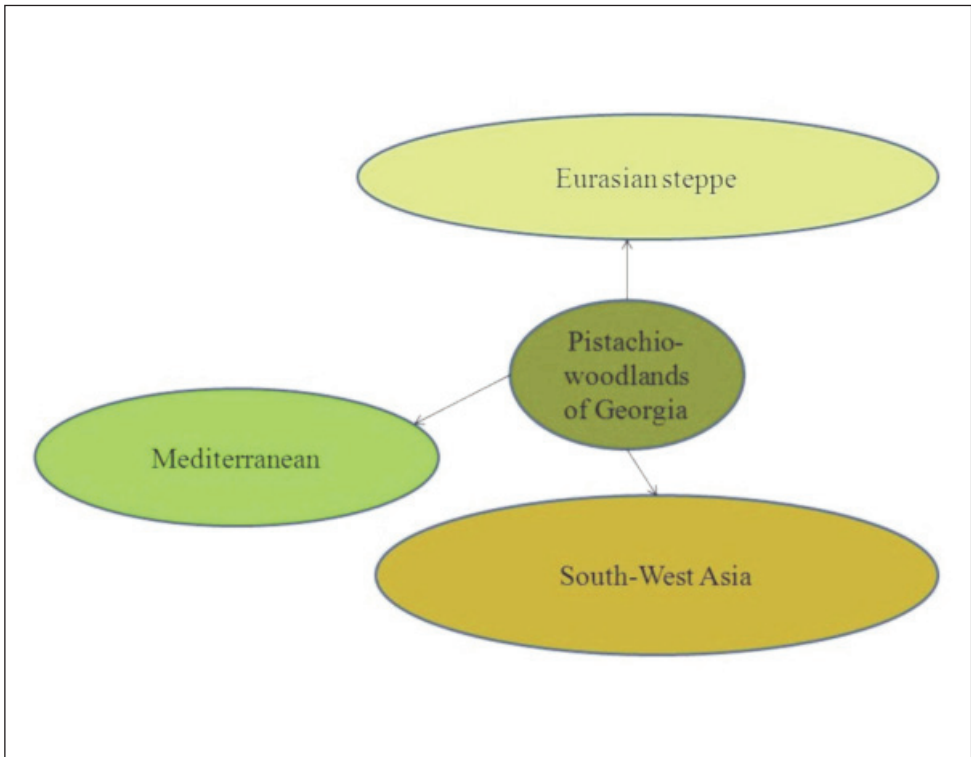 Eurasian steppe
Pistachio-
woodlands
of Georgia
Mediterranean
South-West Asia